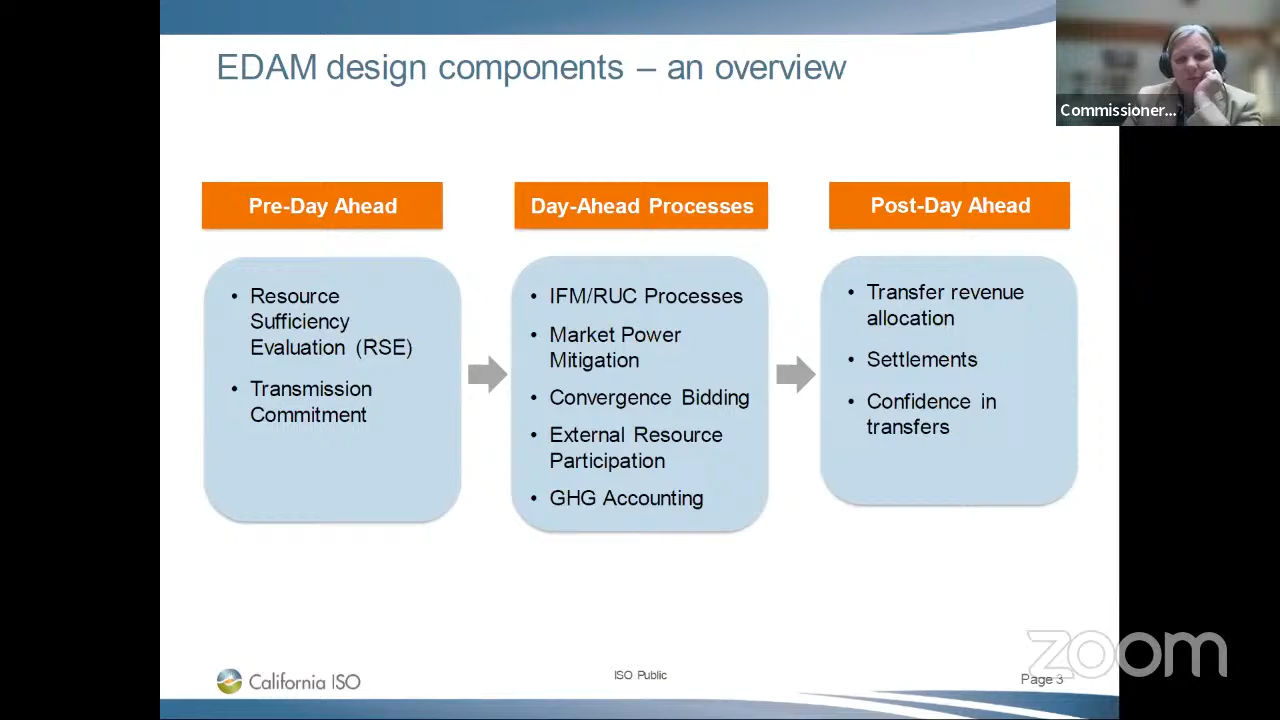 EDAM design components – an overview
Commissioner...
Pre-Day Ahead
• Resource
Sufficiency
Evaluation (RSE)
• Transmission
Commitment
Day-Ahead Processes
• IFM/RUC Processes
• Market Power
Mitigation
• Convergence Bidding
• External Resource
Participation
• GHG Accounting
Post-Day Ahead
• Transfer revenue
allocation
• Settlements
• Confidence in
transfers
California ISO
ISO Public
Page 3
zoom